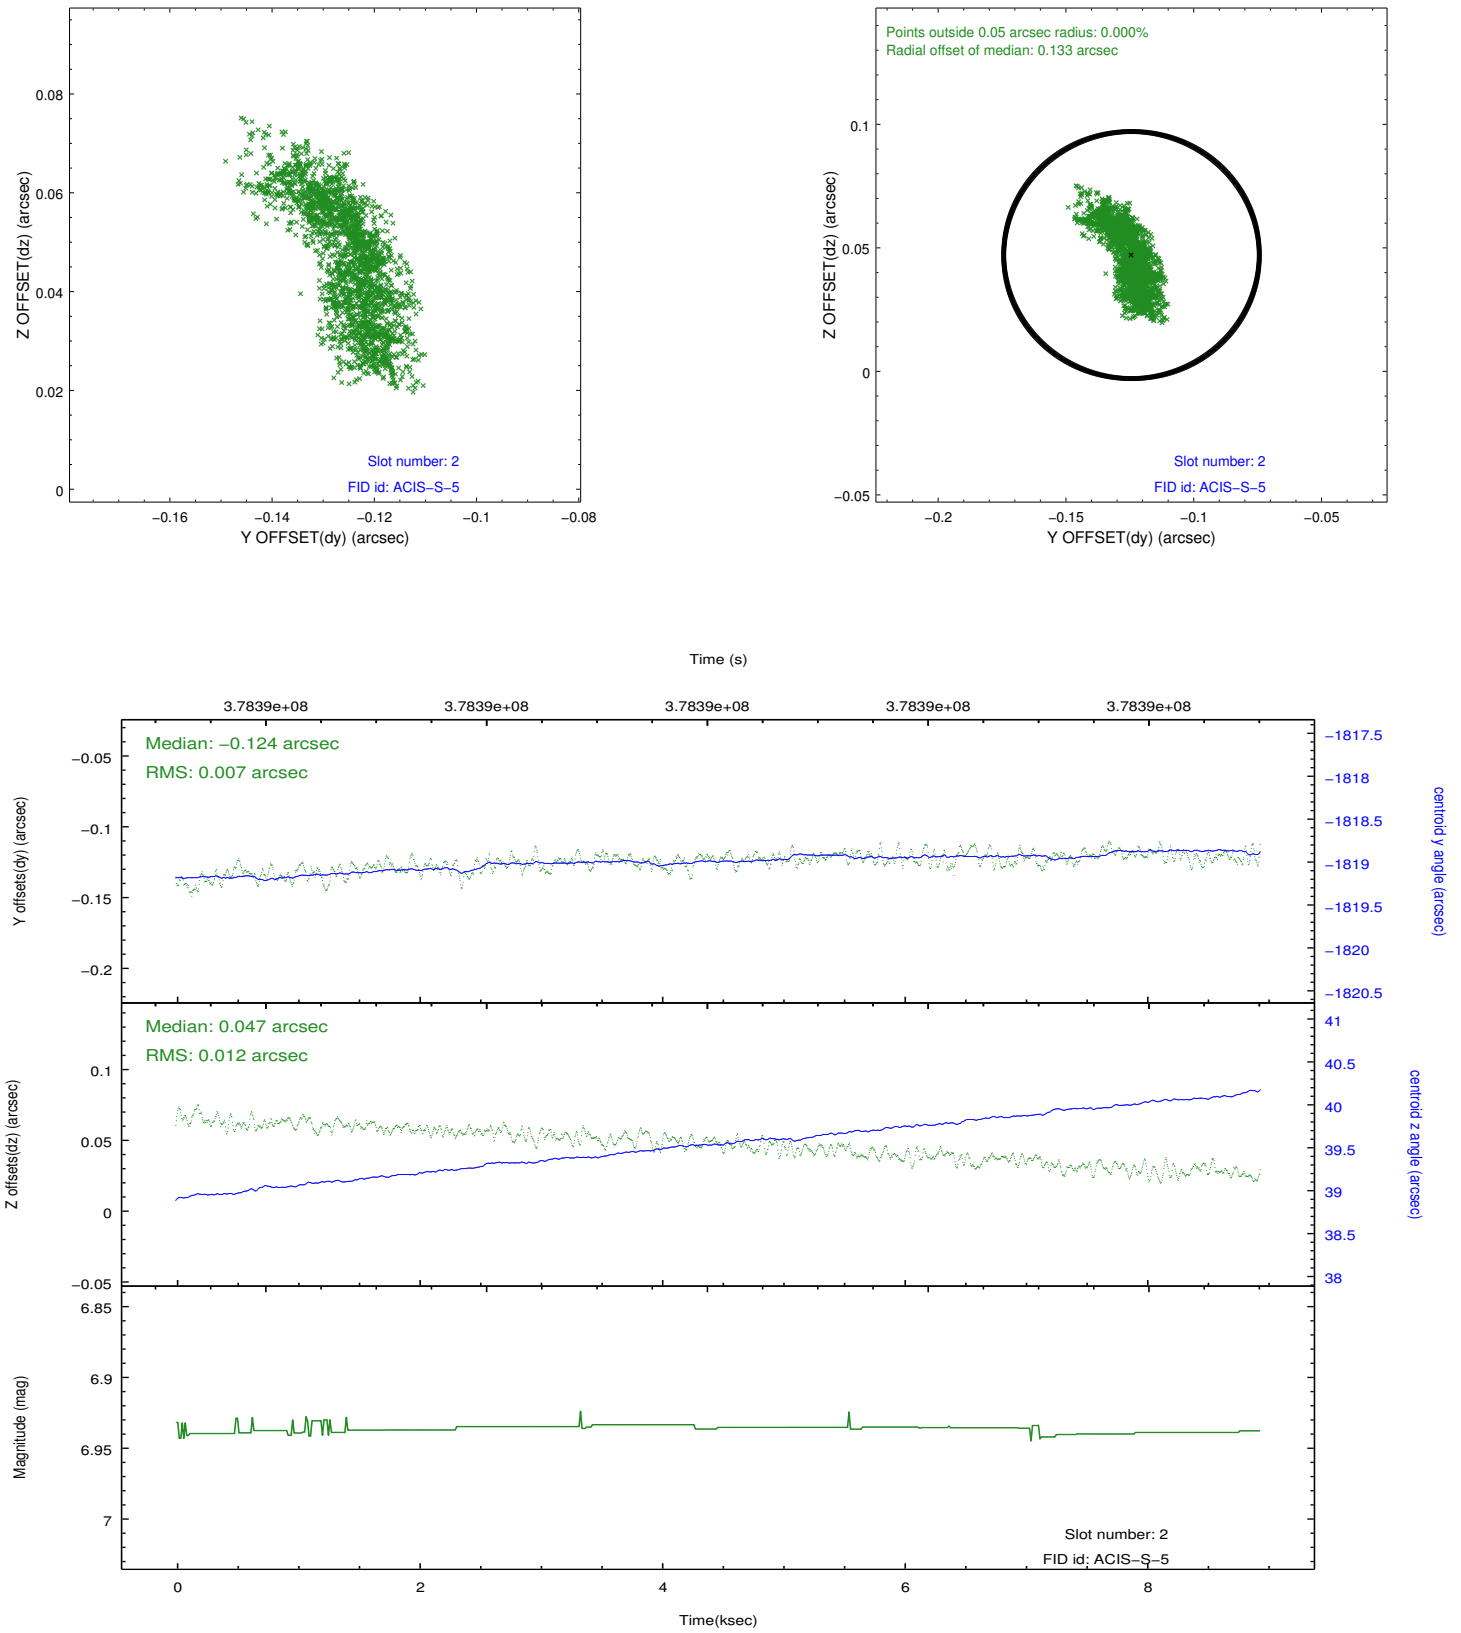 0.08
0.06
0.04
0.02
0
Z OFFSET(dz) (arcsec)
Slot number: 2
FID id: ACIS−S−5
−0.16 −0.14 −0.12 −0.1 −0.08
Y OFFSET(dy) (arcsec)
Points outside 0.05 arcsec radius: 0.000%
Radial offset of median: 0.133 arcsec
0.1
0.05
0
−0.05
Z OFFSET(dz) (arcsec)
Slot number: 2
FID id: ACIS−S−5
−0.2 −0.15 −0.1 −0.05
Y OFFSET(dy) (arcsec)
Time (s)
3.7839e+08 3.7839e+08 3.7839e+08 3.7839e+08 3.7839e+08
Median: −0.124 arcsec
RMS: 0.007 arcsec
−0.05
−0.1
−0.15
−0.2
Y offsets(dy) (arcsec)
−1817.5
−1818
−1818.5
−1819
−1819.5
−1820
−1820.5
centroid y angle (arcsec)
Median: 0.047 arcsec
RMS: 0.012 arcsec
0.1
0.05
0
−0.05
Z offsets(dz) (arcsec)
41
40.5
40
39.5
39
38.5
38
centroid z angle (arcsec)
6.85
6.9
6.95
7
Magnitude (mag)
Slot number: 2
FID id: ACIS−S−5
0 2 4 6 8
Time(ksec)